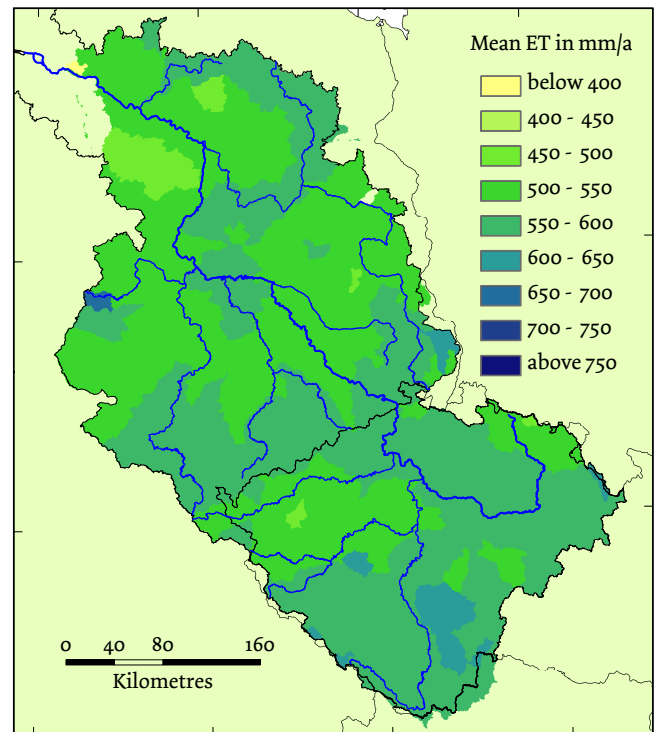 Mean ET in mm/a
below 400
400 - 450
450 - 500
500 - 550
550 - 600
600 - 650
650 - 700
700 - 750
above 750
0 40 80 160
Kilometres